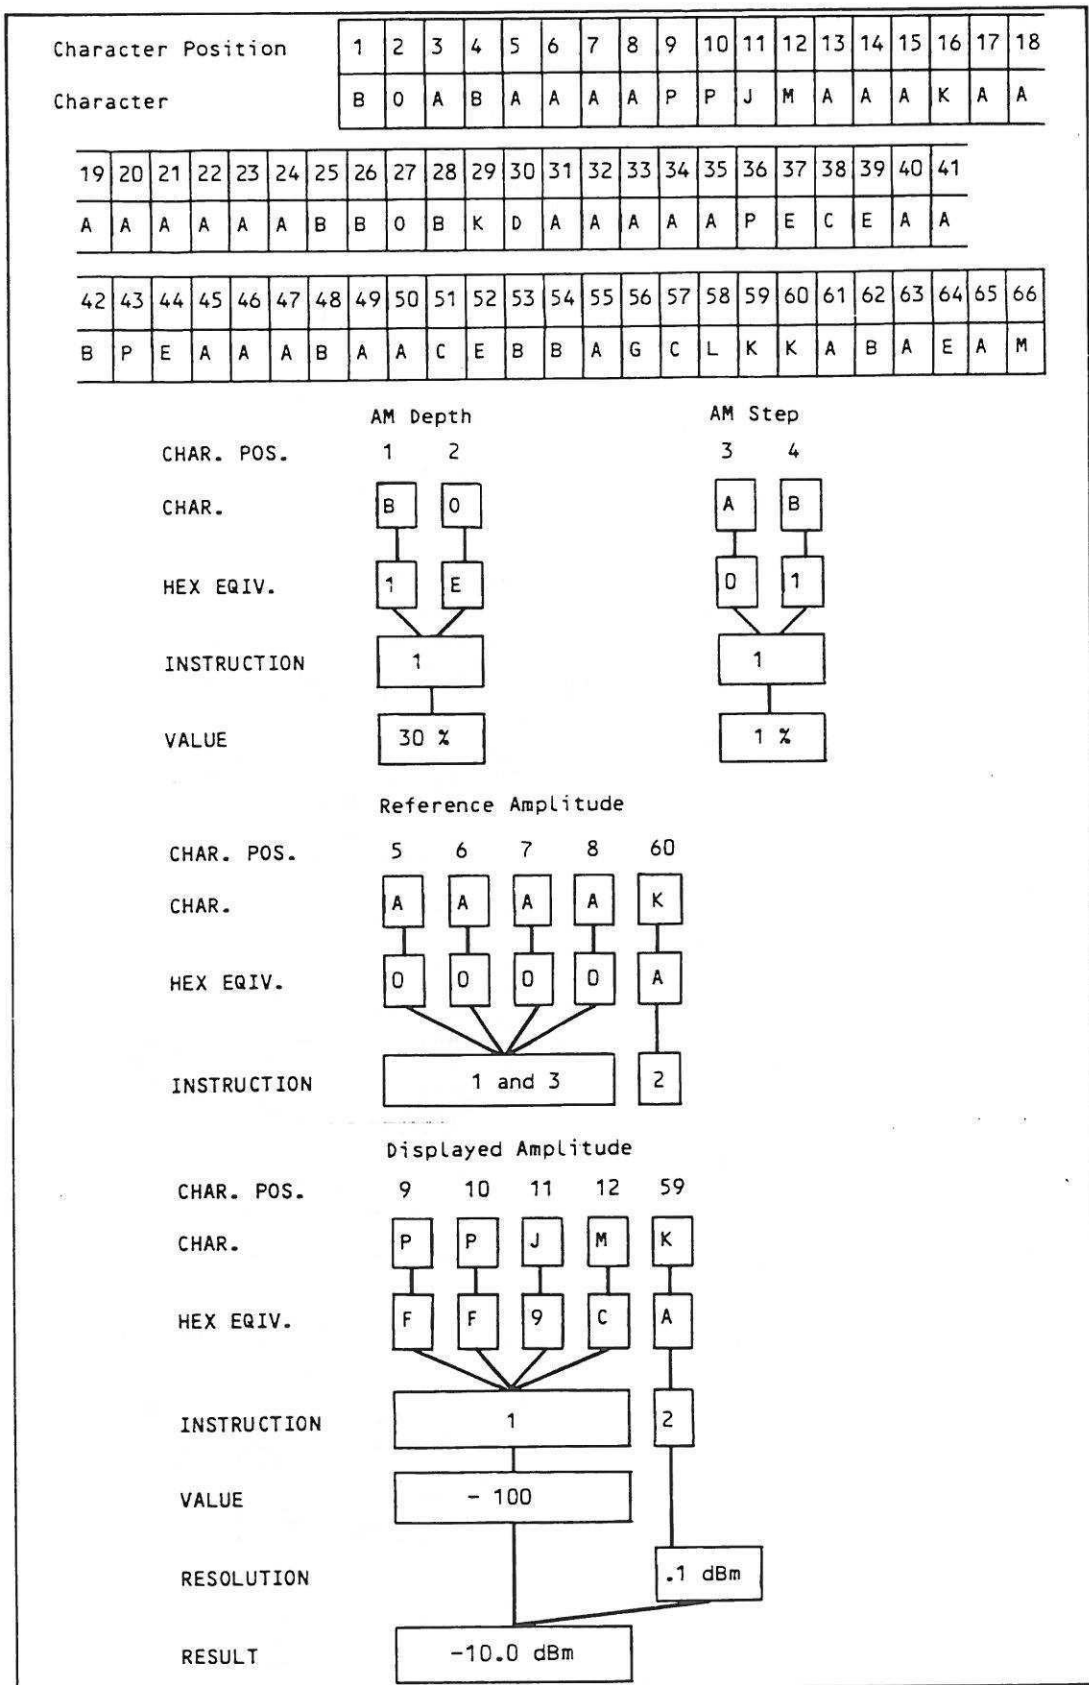 Character Position 1 2 3 4 5 6 7 8 9 10 11 12 13 14 15 16 17 18
Character B O A B A A A A P P J M A A A K A A
19 20 21 22 23 24 25 26 27 28 29 30 31 32 33 34 35 36 37 38 39 40 41
A A A A A A B B O B K D A A A A A P E C E A A
42 43 44 45 46 47 48 49 50 51 52 53 54 55 56 57 58 59 60 61 62 63 64 65 66
B P E A A A B A A C E B B A G C L K K A B A E A M
AM Depth AM Step
CHAR. POS. 1 2 3 4
CHAR. B O A B
HEX EQIV. 1 E 0 1
INSTRUCTION 1 1
VALUE 30 % 1 %
Reference Amplitude
CHAR. POS. 5 6 7 8 60
CHAR. A A A A K
HEX EQIV. 0 0 0 0 A
INSTRUCTION 1 and 3 2
Displayed Amplitude
CHAR. POS. 9 10 11 12 59
CHAR. P P J M K
HEX EQIV. F F 9 C A
INSTRUCTION 1 2
VALUE - 100
RESOLUTION .1 dBm
RESULT -10.0 dBm